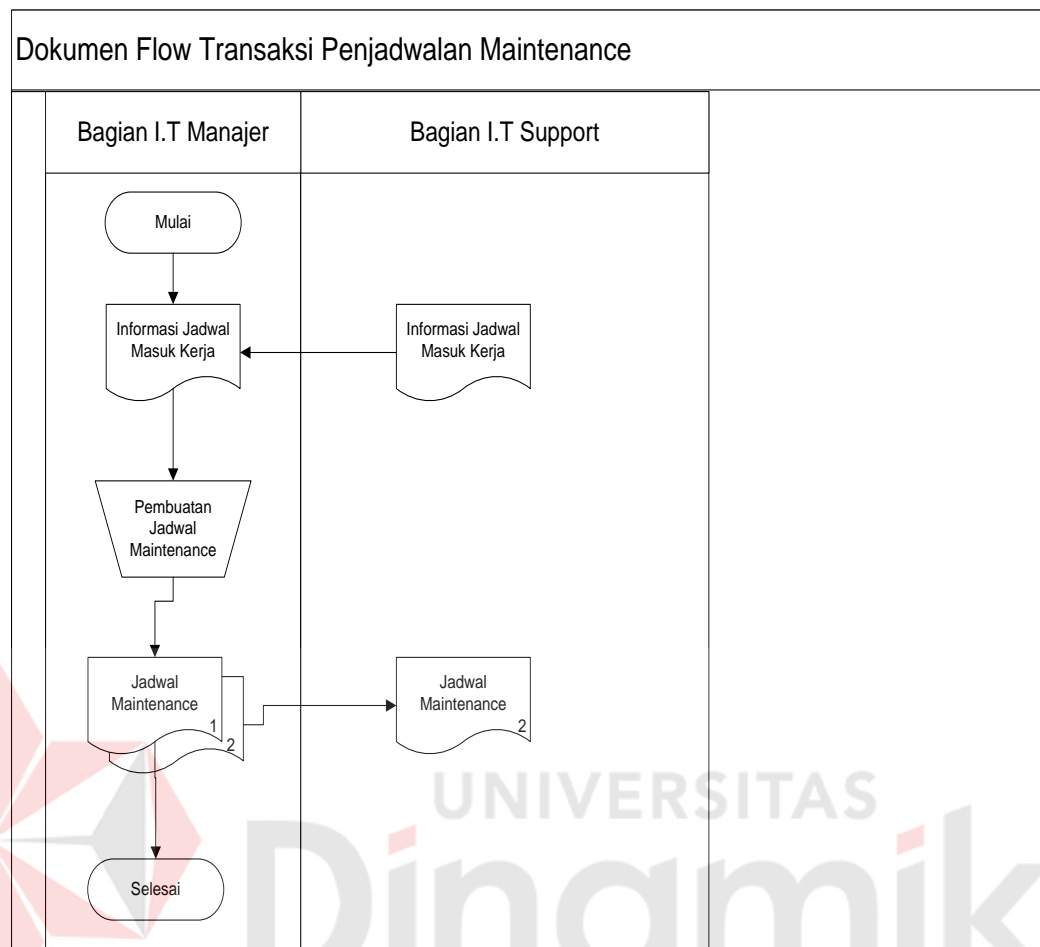 Dokumen Flow Transaksi Penjadwalan Maintenance
Bagian I.T Manajer
Bagian I.T Support
Mulai
Informasi Jadwal
Masuk Kerja
Informasi Jadwal
Masuk Kerja
Pembuatan
Jadwal
Maintenance
Jadwal
Maintenance
1
2
Jadwal
Maintenance
2
Selesai
UNIVERSITAS
Dinamik